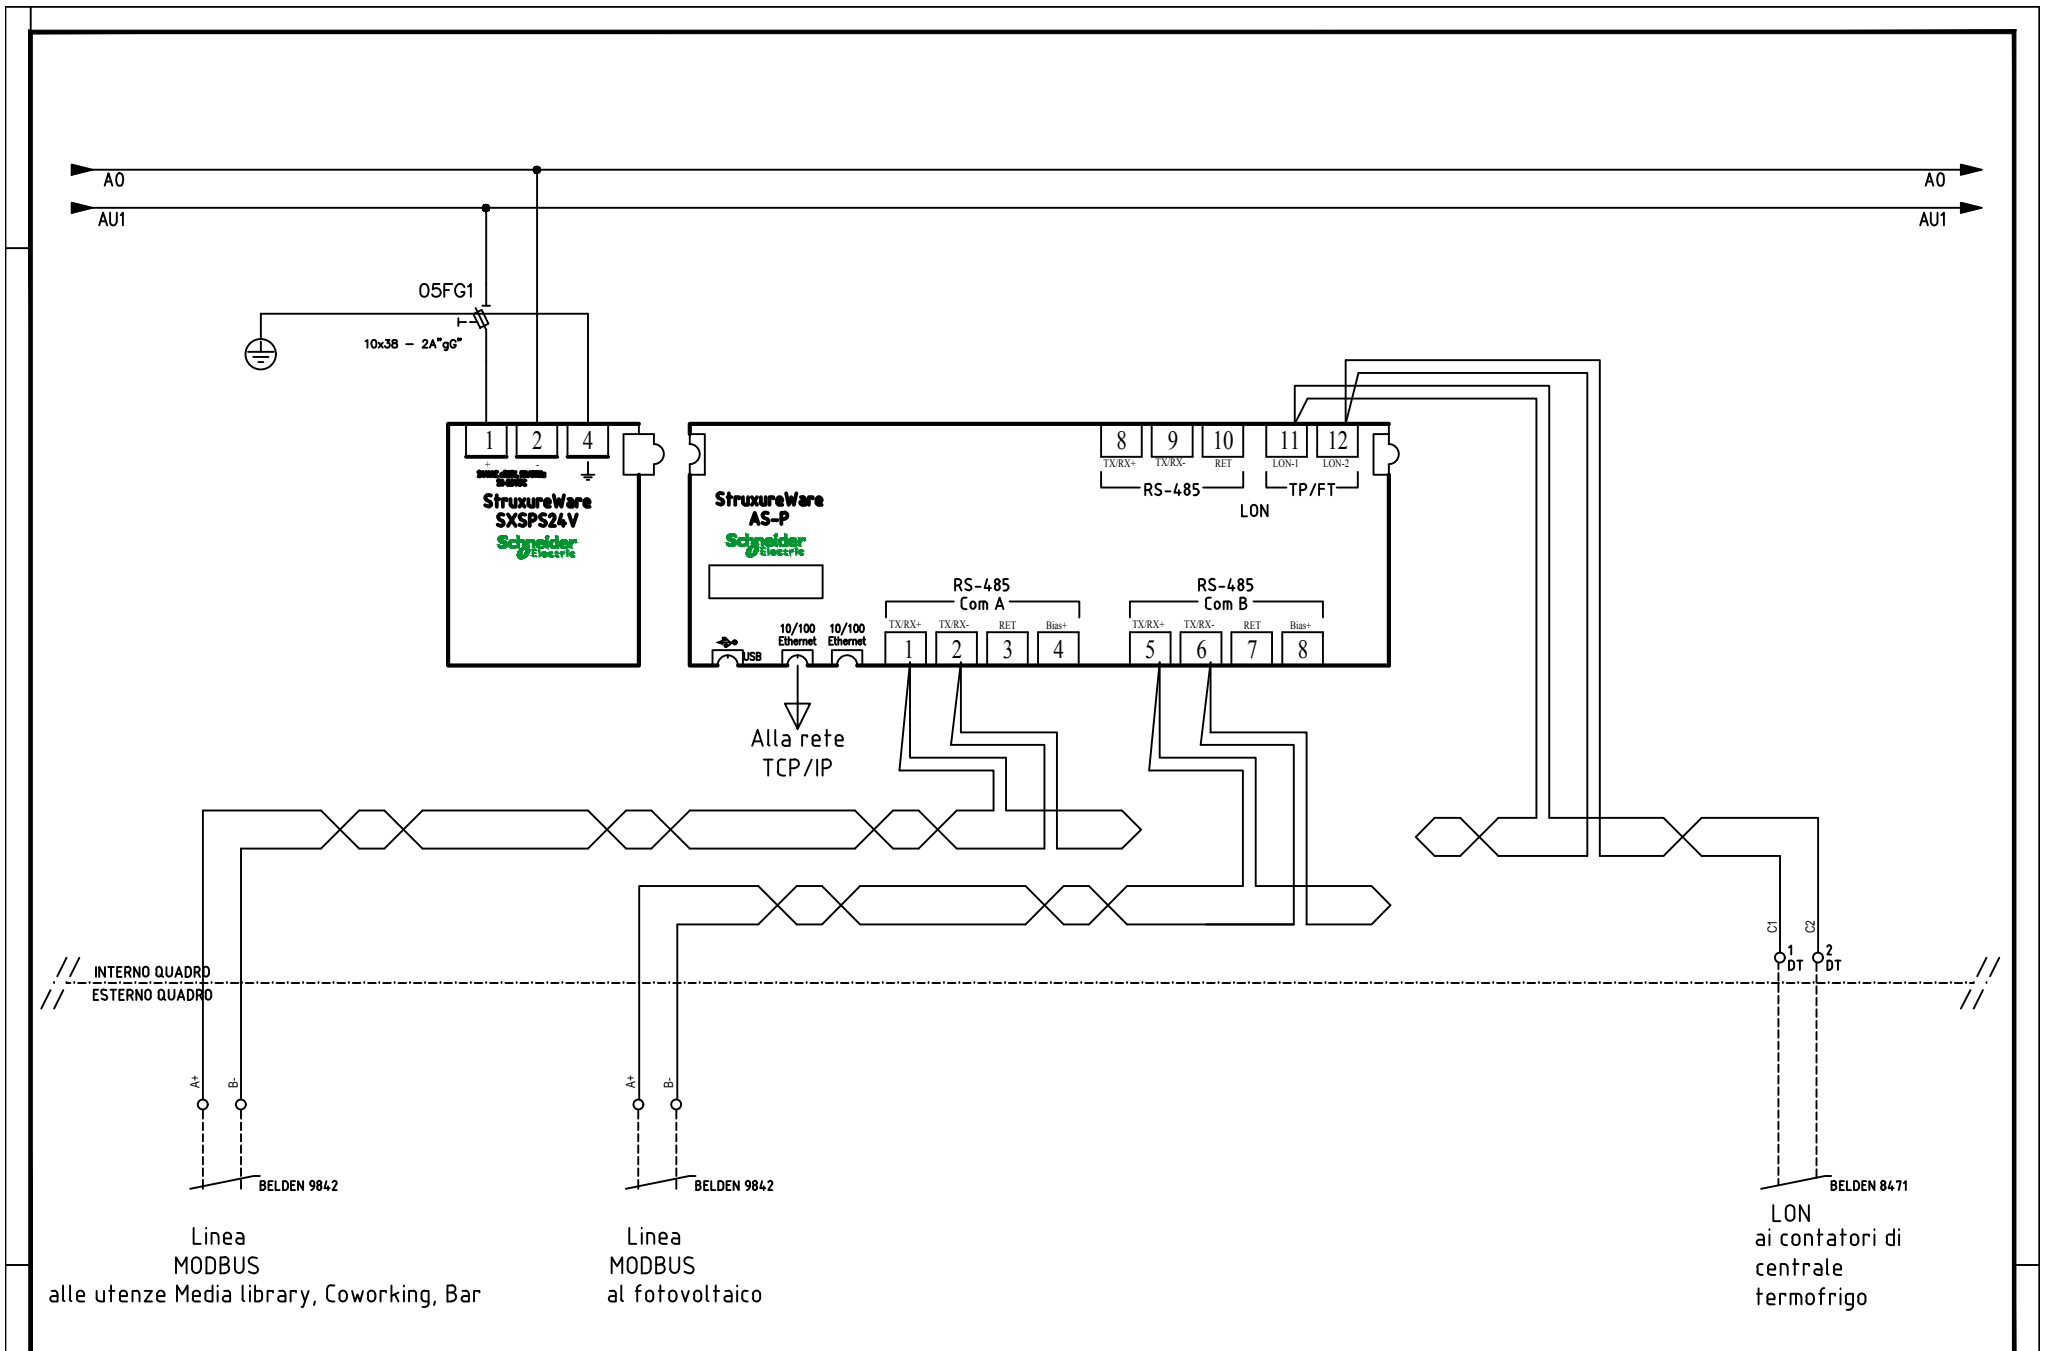 A0
A0
AU1
AU1
05FG1
10x38 - 2A"gG"
1
2
4
+
-
StruxureWare
SXSPS24V
Schneider
Electric
8
9
10
11
12
TX/RX+
TX/RX-
RET
LON-1
LON-2
RS-485
TP/FT
LON
StruxureWare
AS-P
Schneider
Electric
RS-485
Com A
RS-485
Com B
USB
10/100
Ethernet
10/100
Ethernet
TX/RX+
TX/RX-
RET
Bias+
TX/RX+
TX/RX-
RET
Bias+
1
2
3
4
5
6
7
8
Alla rete
TCP/IP
C1
C2
1
DT
2
DT
INTERNO QUADRO
ESTERNO QUADRO
A+
B-
A+
B-
BELDEN 9842
BELDEN 9842
BELDEN 8471
Linea
MODBUS
alle utenze Media library, Coworking, Bar
Linea
MODBUS
al fotovoltaico
LON
ai contatori di
centrale
termofrigo